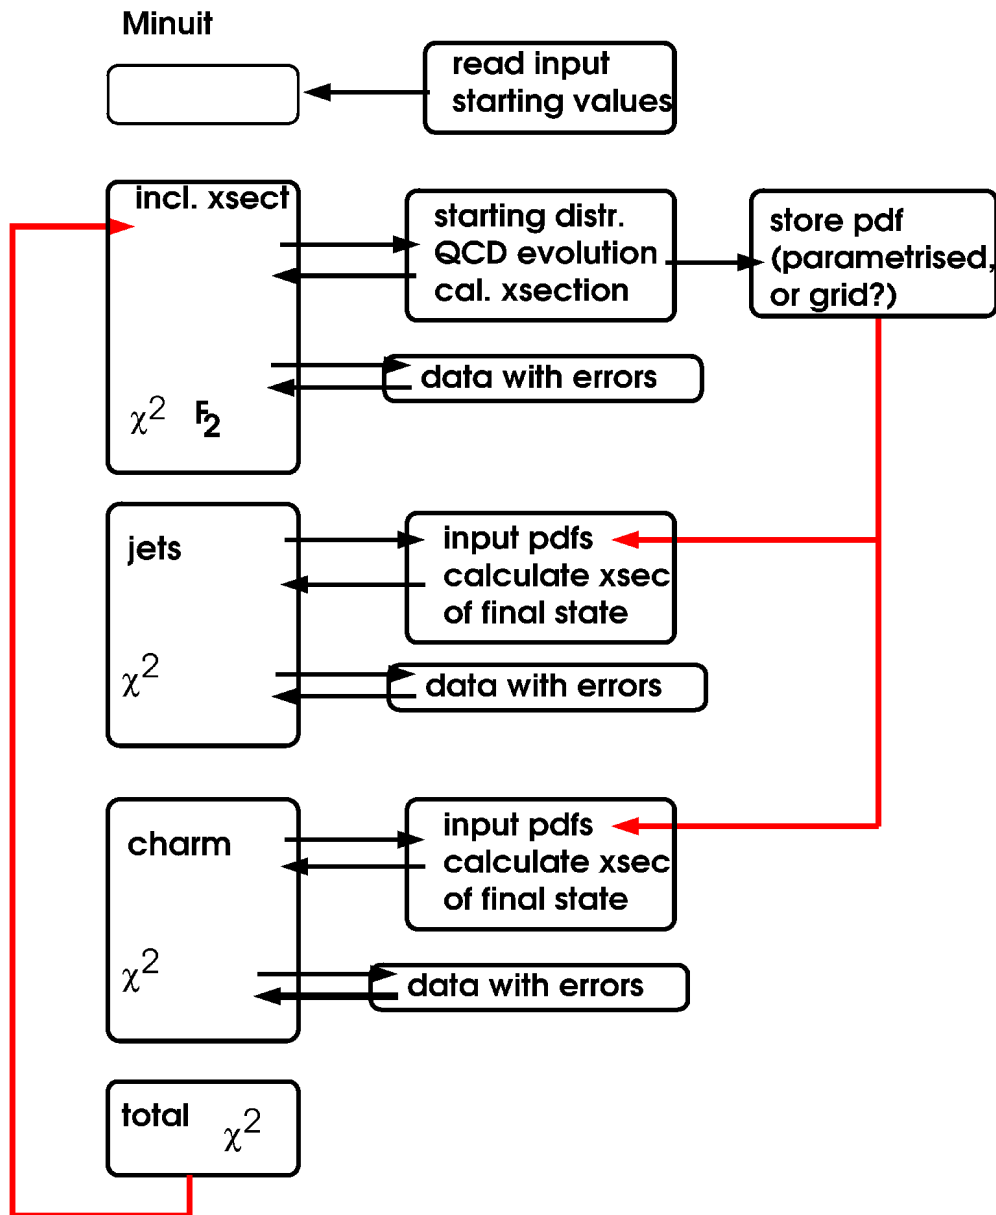 Minuit
read input
starting values
incl. xsect
starting distr.
QCD evolution
cal. xsection
store pdf
(parametrised,
or grid?)
data with errors
χ² F₂
jets
input pdfs
calculate xsec
of final state
χ²
data with errors
charm
input pdfs
calculate xsec
of final state
χ²
data with errors
total χ²